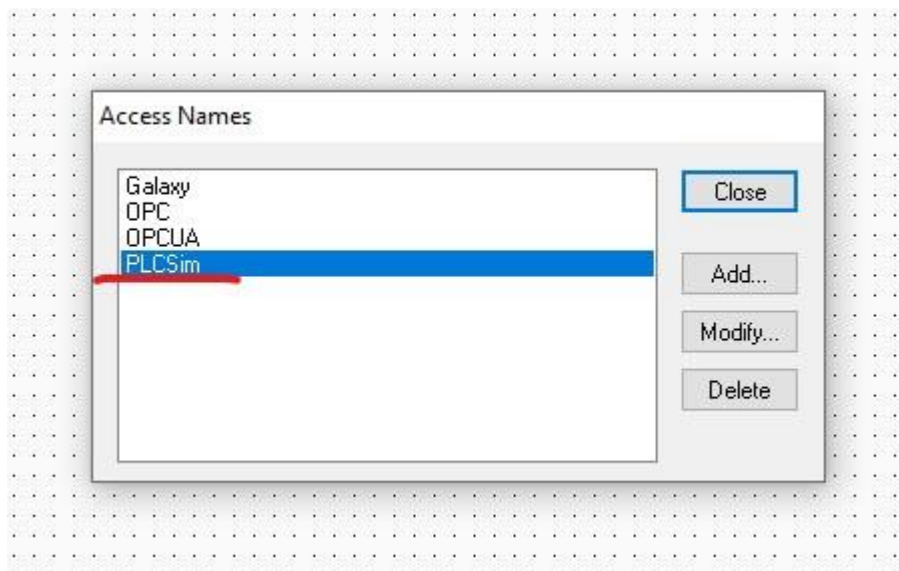 Access Names
Galaxy
OPC
OPCUA
PLCSim
Close
Add...
Modify...
Delete